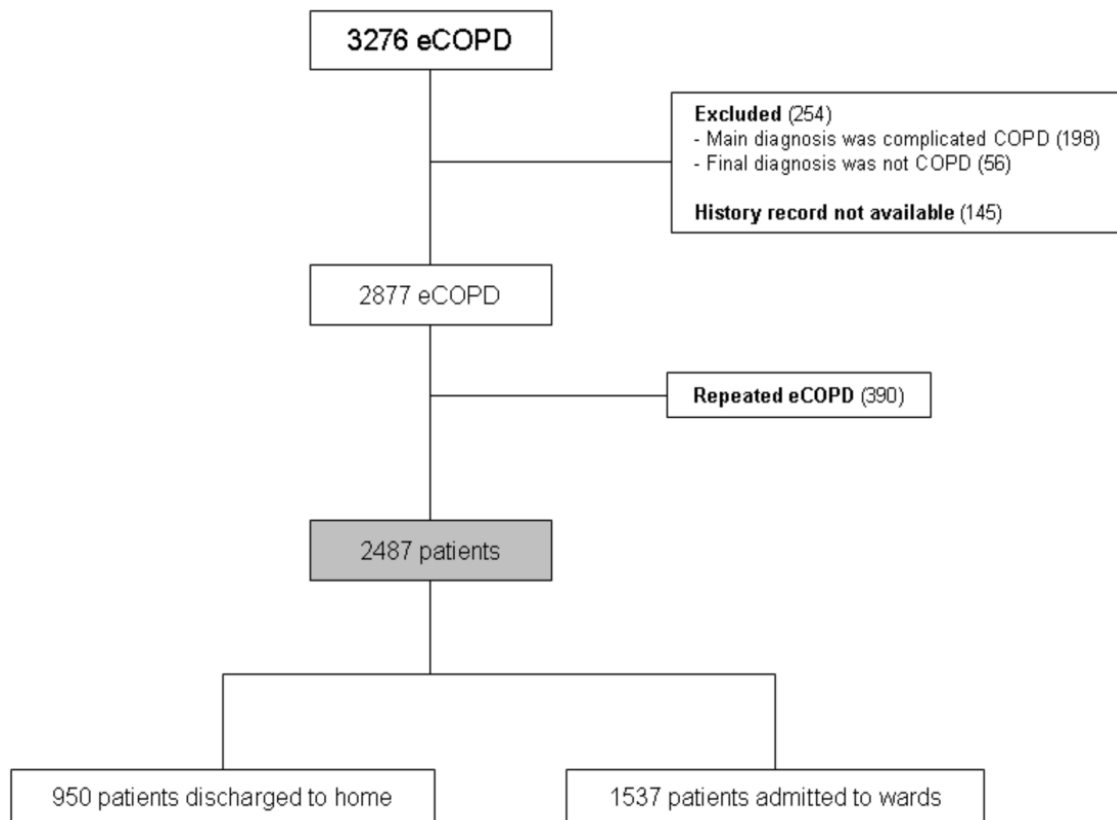 3276 eCOPD
Excluded (254)
- Main diagnosis was complicated COPD (198)
- Final diagnosis was not COPD (56)
History record not available (145)
2877 eCOPD
Repeated eCOPD (390)
2487 patients
950 patients discharged to home
1537 patients admitted to wards